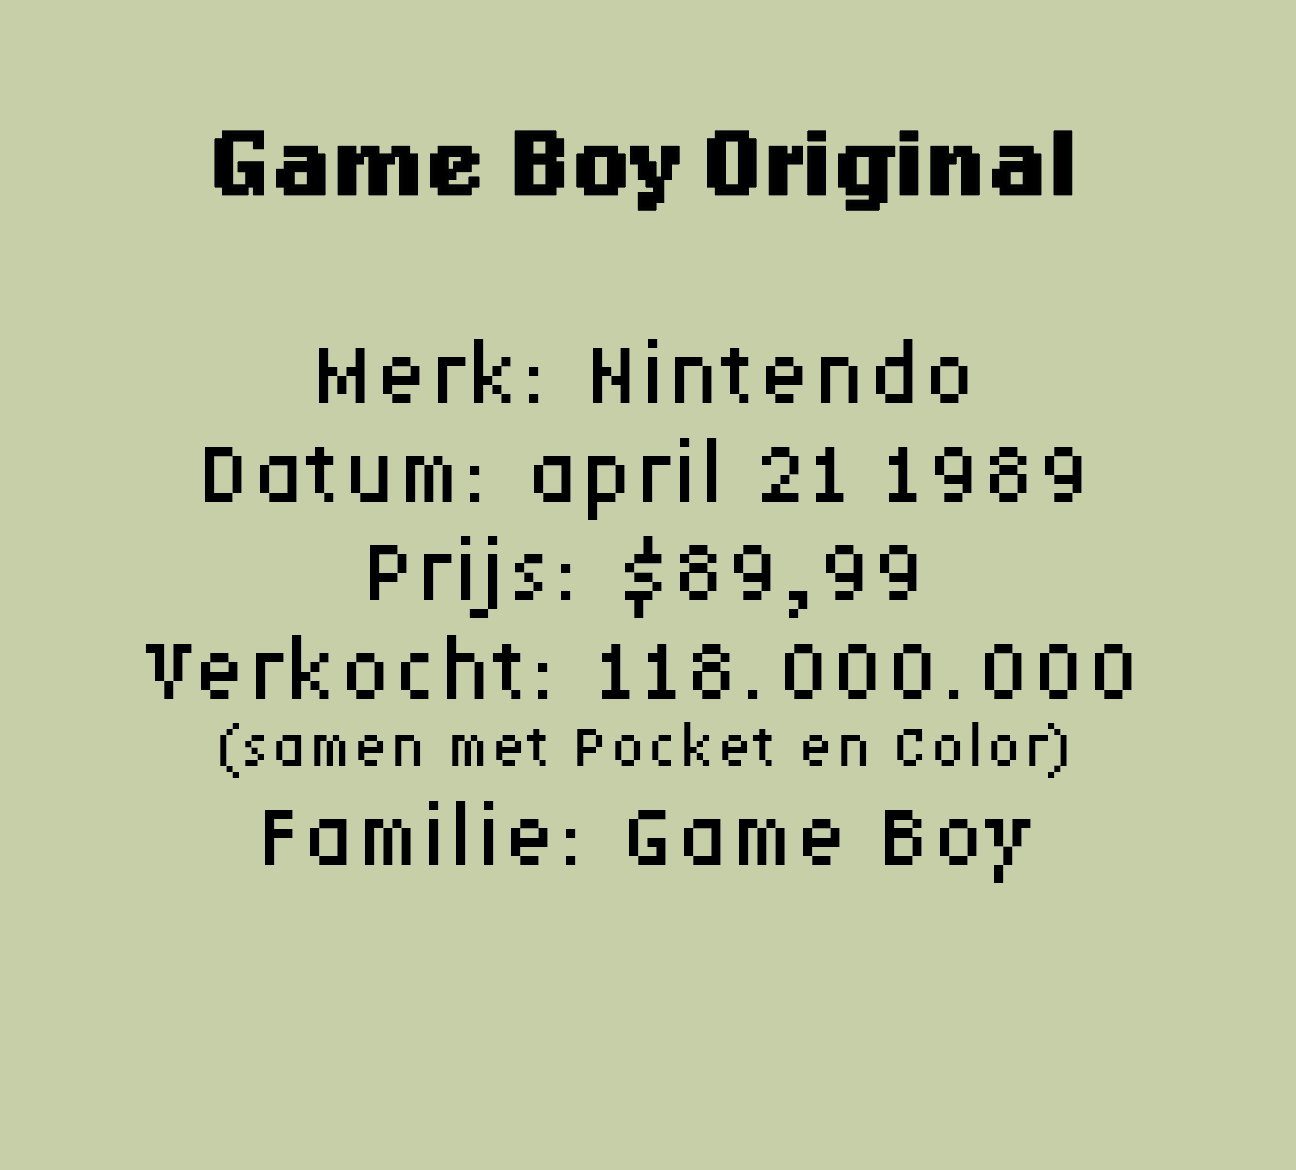 Game Boy Original
Merk: Nintendo
Datum: april 21 1989
Prijs: $89,99
Verkocht: 118.000.000
(samen met Pocket en Color)
Familie: Game Boy